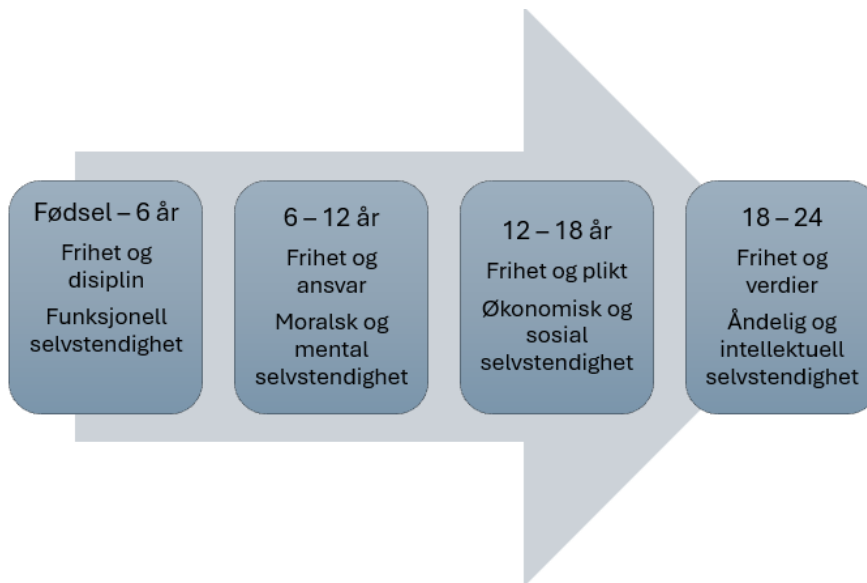 Fødsel – 6 år
Frihet og
disiplin
Funksjonell
selvstendighet
6 – 12 år
Frihet og
ansvar
Moralsk og
mental
selvstendighet
12 – 18 år
Frihet og plikt
Økonomisk og
sosial
selvstendighet
18 – 24
Frihet og
verdier
Åndelig og
intellektuell
selvstendighet